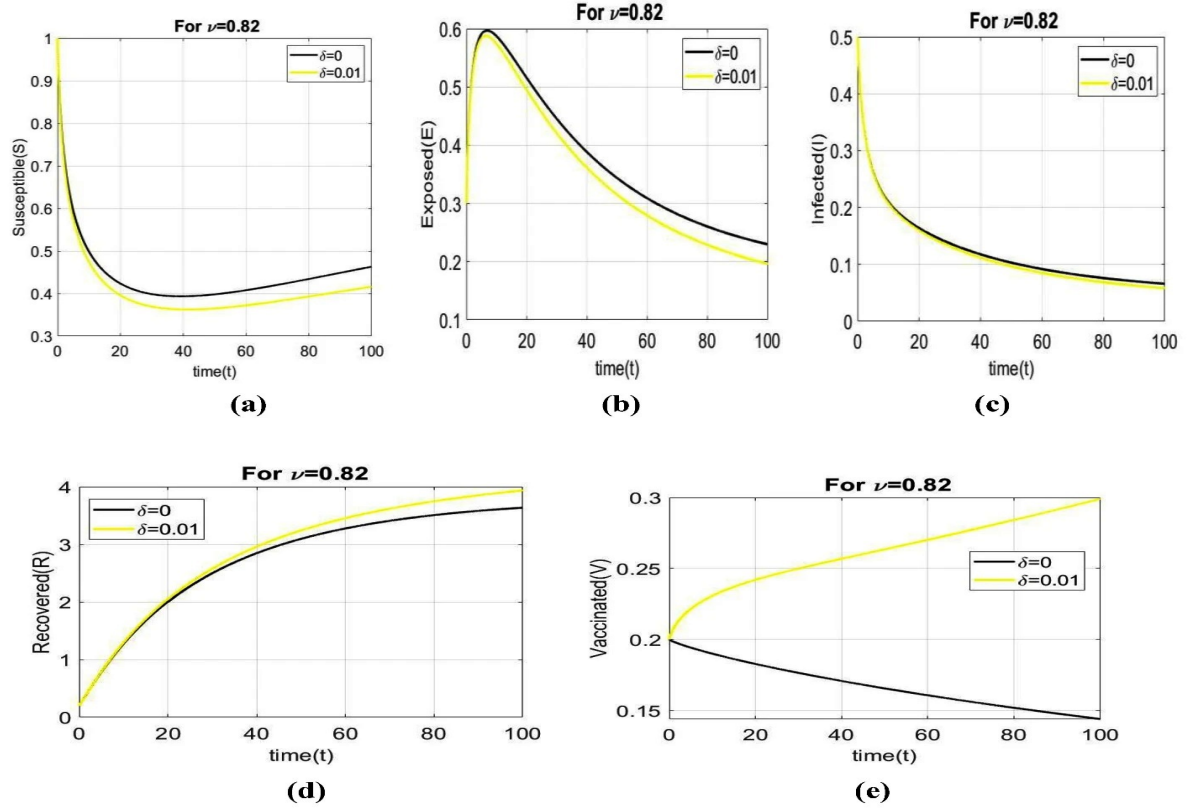 For ν=0.82
1
0.9
0.8
0.7
0.6
0.5
0.4
0.3
Susceptible(S)
δ=0
δ=0.01
0 20 40 60 80 100
time(t)
(a)
For ν=0.82
0.6
0.5
0.4
0.3
0.2
0.1
Exposed(E)
δ=0
δ=0.01
0 20 40 60 80 100
time(t)
(b)
For ν=0.82
0.5
0.4
0.3
0.2
0.1
0
Infected(I)
δ=0
δ=0.01
0 20 40 60 80 100
time(t)
(c)
For ν=0.82
4
3
2
1
0
Recovered(R)
δ=0
δ=0.01
0 20 40 60 80 100
time(t)
(d)
For ν=0.82
0.3
0.25
0.2
0.15
Vaccinated(V)
δ=0
δ=0.01
0 20 40 60 80 100
time(t)
(e)